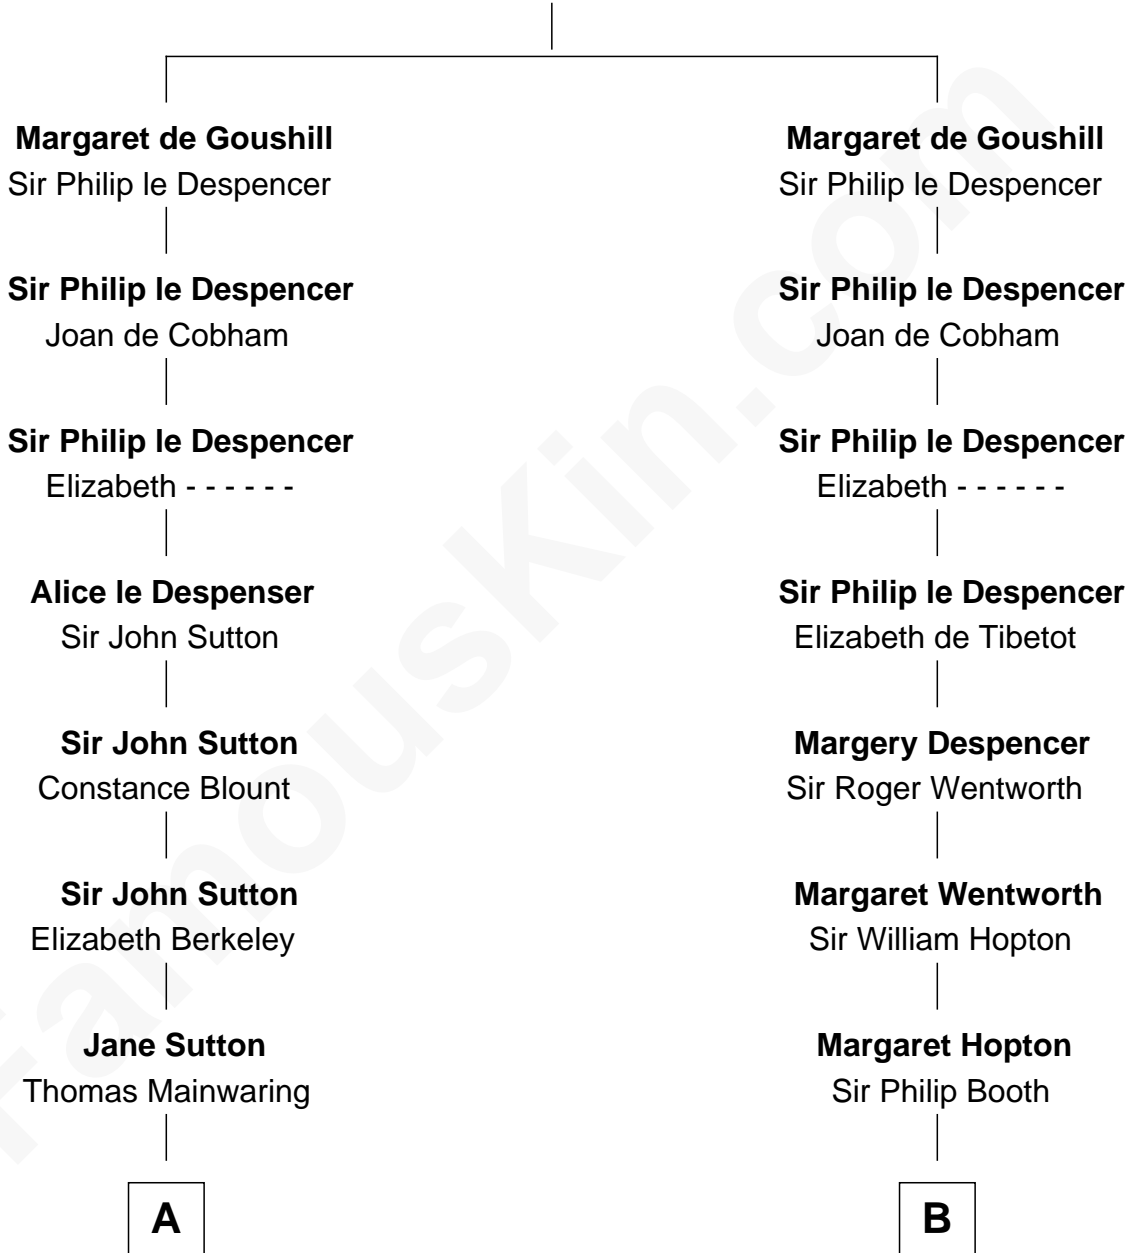 Margaret de Goushill
Sir Philip le Despencer
Sir Philip le Despencer
Joan de Cobham
Sir Philip le Despencer
Elizabeth - - - - - -
Alice le Despenser
Sir John Sutton
Sir John Sutton
Constance Blount
Sir John Sutton
Elizabeth Berkeley
Jane Sutton
Thomas Mainwaring
A
Margaret de Goushill
Sir Philip le Despencer
Sir Philip le Despencer
Joan de Cobham
Sir Philip le Despencer
Elizabeth - - - - - -
Sir Philip le Despencer
Elizabeth de Tibetot
Margery Despencer
Sir Roger Wentworth
Margaret Wentworth
Sir William Hopton
Margaret Hopton
Sir Philip Booth
B
FamousKin.com